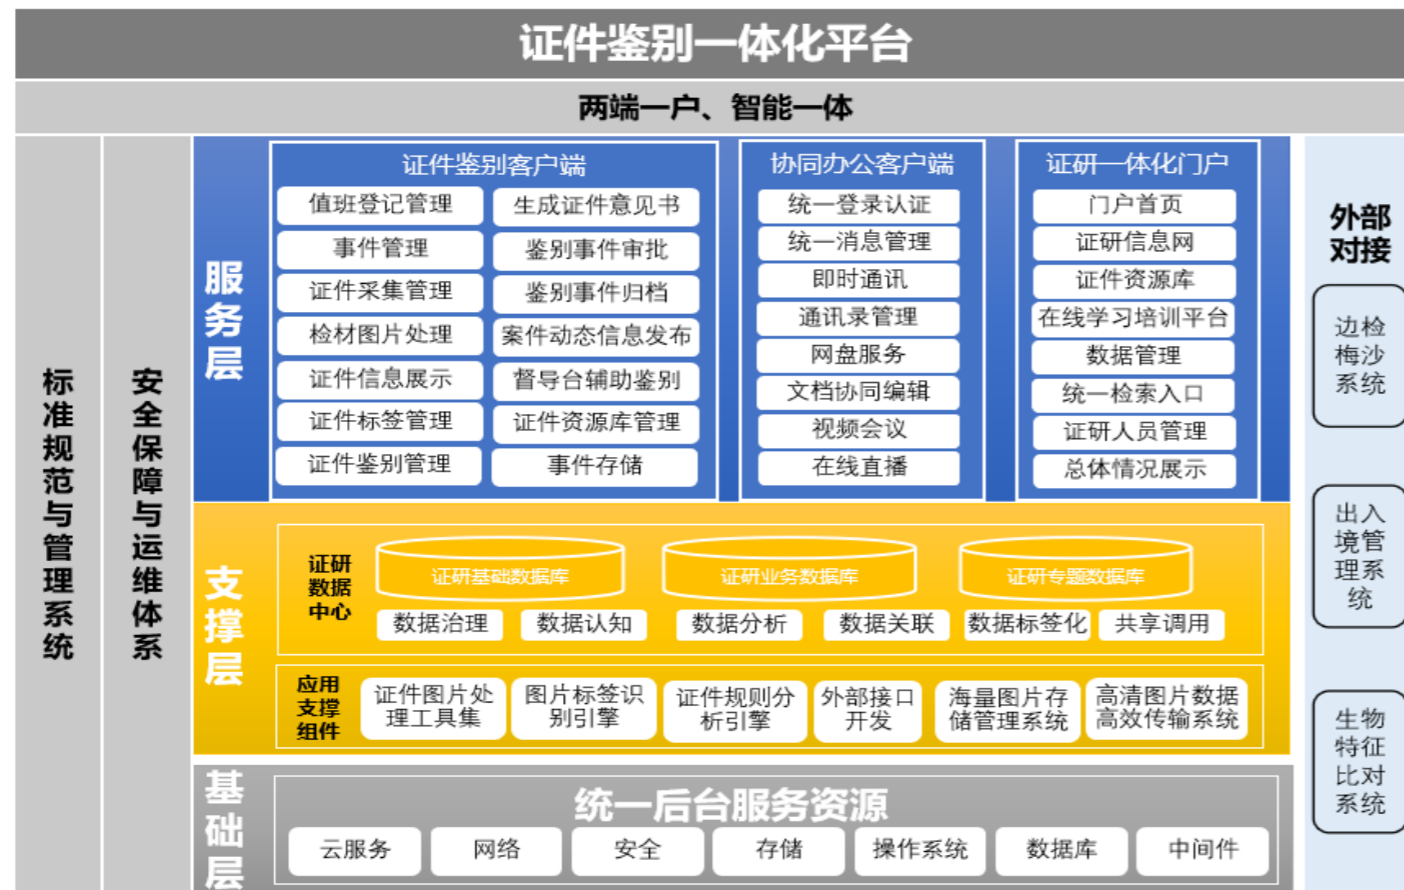 证件鉴别一体化平台
两端一户、智能一体
标
准
规
范
与
管
理
系
统
安
全
保
障
与
运
维
体
系
服
务
层
证件鉴别客户端
值班登记管理
生成证件意见书
事件管理
鉴别事件审批
证件采集管理
鉴别事件归档
检材图片处理
案件动态信息发布
证件信息展示
督导台辅助鉴别
证件标签管理
证件资源库管理
证件鉴别管理
事件存储
协同办公客户端
统一登录认证
统一消息管理
即时通讯
通讯录管理
网盘服务
文档协同编辑
视频会议
在线直播
证研一体化门户
门户首页
证研信息网
证件资源库
在线学习培训平台
数据管理
统一检索入口
证研人员管理
总体情况展示
支
撑
层
证研
数据
中心
证研基础数据库
证研业务数据库
证研专题数据库
数据治理
数据认知
数据分析
数据关联
数据标签化
共享调用
应用
支撑
组件
证件图片处
理工具集
图片标签识
别引擎
证件规则分
析引擎
外部接口
开发
海量图片存
储管理系统
高清图片数据
高效传输系统
基
础
层
统一后台服务资源
云服务
网络
安全
存储
操作系统
数据库
中间件
外部
对接
边检
梅沙
系统
出入
境管
理系
统
生物
特征
比对
系统